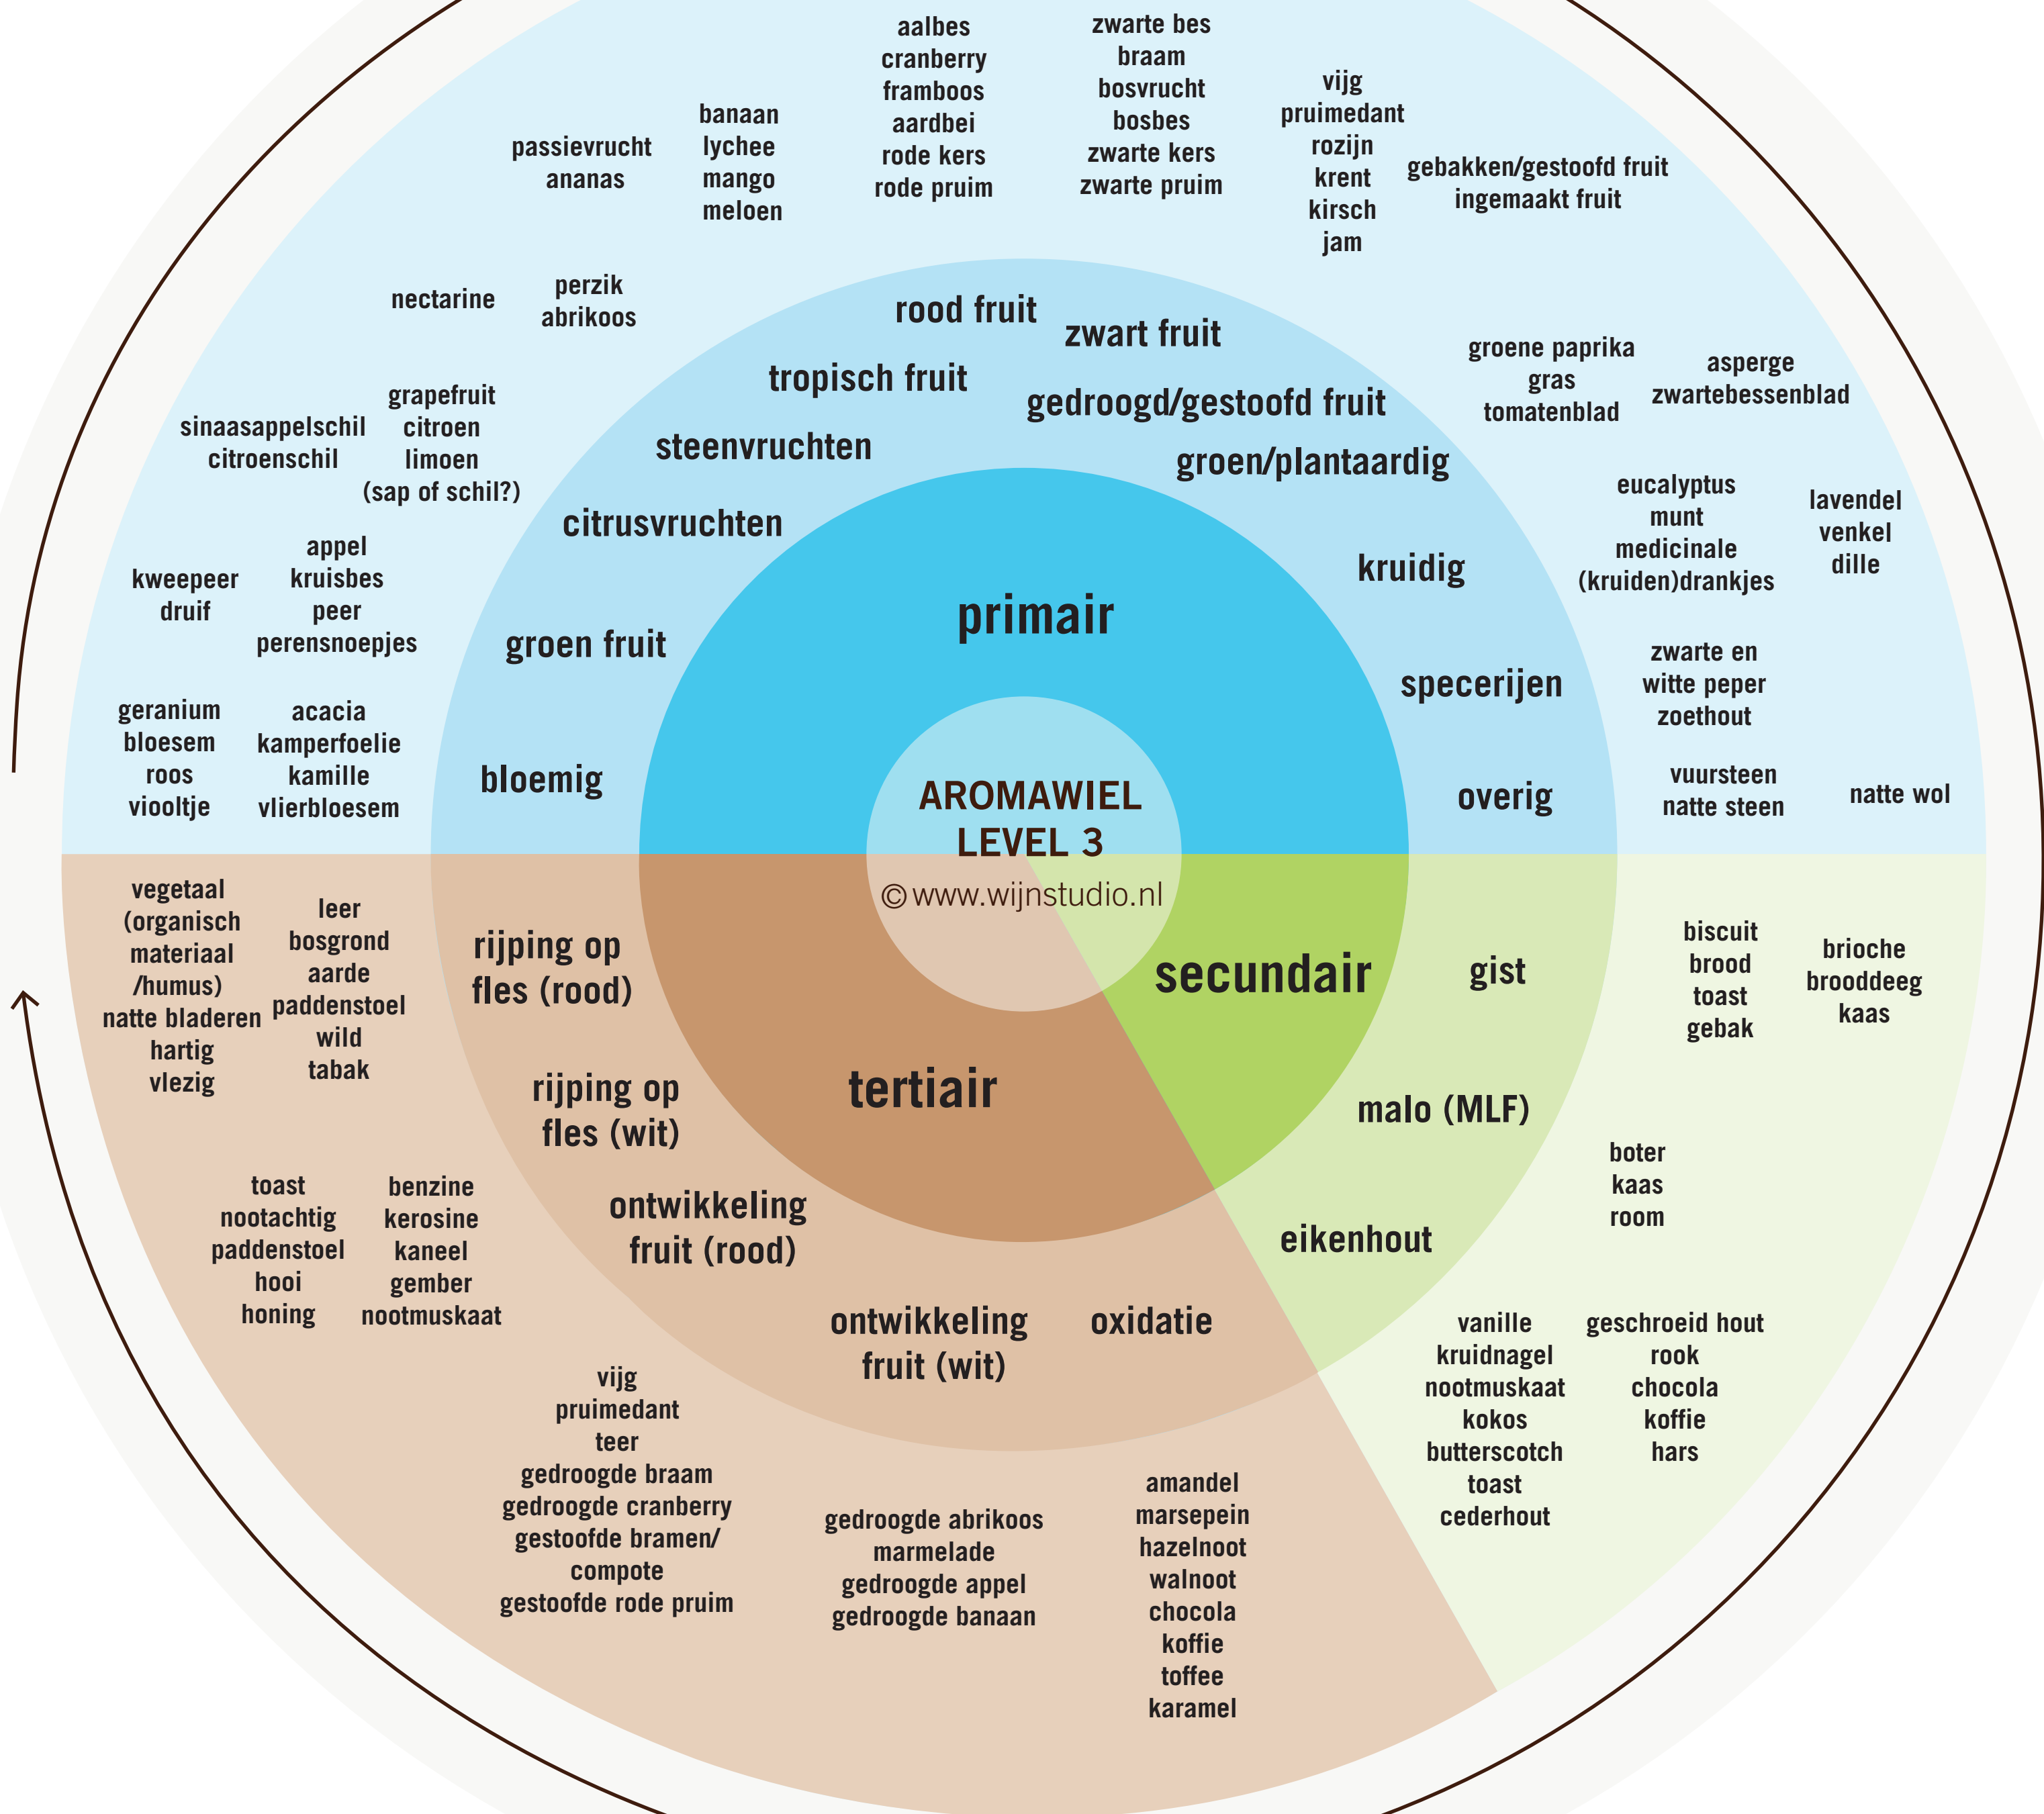 aalbes
cranberry
framboos
aardbei
rode kers
rode pruim
zwarte bes
braam
bosvrucht
bosbes
zwarte kers
zwarte pruim
vijg
pruimedant
rozijn
krent
kirsch
jam
gebakken/gestoofd fruit
ingemaakt fruit
banaan
lychee
mango
meloen
passievrucht
ananas
nectarine
perzik
abrikoos
sinaasappelschil
citroenschil
grapefruit
citroen
limoen
(sap of schil?)
kweepeer
druif
appel
kruisbes
peer
perensnoepjes
geranium
bloesem
roos
viooltje
acacia
kamperfoelie
kamille
vlierbloesem
groene paprika
gras
tomatenblad
asperge
zwartebessenblad
eucalyptus
munt
medicinale
(kruiden)drankjes
lavendel
venkel
dille
zwarte en
witte peper
zoethout
vuursteen
natte steen
natte wol
rood fruit
zwart fruit
tropisch fruit
gedroogd/gestoofd fruit
steenvruchten
groen/plantaardig
citrusvruchten
kruidig
groen fruit
specerijen
bloemig
overig
primair
AROMAWIEL
LEVEL 3
© www.wijnstudio.nl
secundair
tertiair
gist
malo (MLF)
eikenhout
biscuit
brood
toast
gebak
brioche
brooddeeg
kaas
boter
kaas
room
vanille
kruidnagel
nootmuskaat
kokos
butterscotch
toast
cederhout
geschroeid hout
rook
chocola
koffie
hars
rijping op
fles (rood)
rijping op
fles (wit)
ontwikkeling
fruit (rood)
ontwikkeling
fruit (wit)
oxidatie
vegetaal
(organisch
materiaal
/humus)
natte bladeren
hartig
vlezig
leer
bosgrond
aarde
paddenstoel
wild
tabak
toast
nootachtig
paddenstoel
hooi
honing
benzine
kerosine
kaneel
gember
nootmuskaat
vijg
pruimedant
teer
gedroogde braam
gedroogde cranberry
gestoofde bramen/
compote
gestoofde rode pruim
gedroogde abrikoos
marmelade
gedroogde appel
gedroogde banaan
amandel
marsepein
hazelnoot
walnoot
chocola
koffie
toffee
karamel